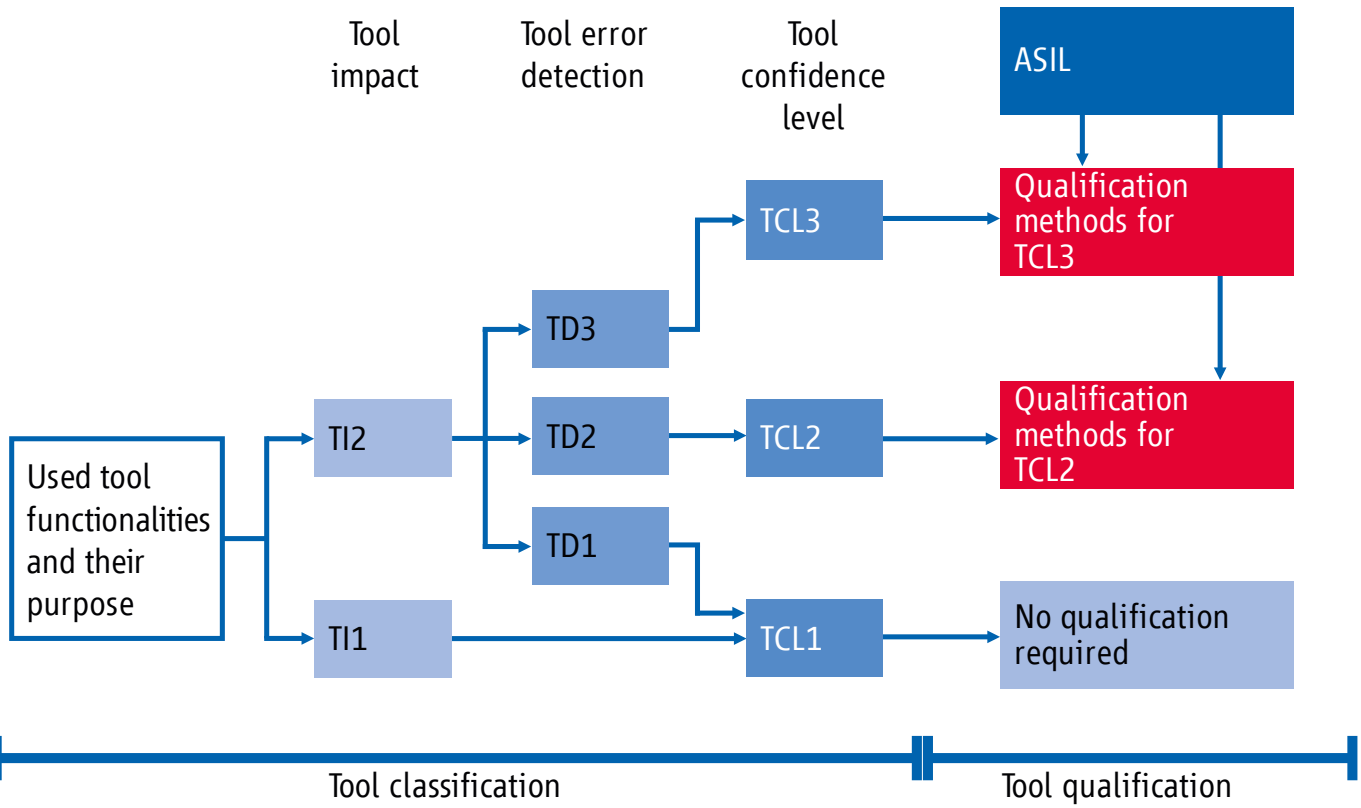 Tool
impact
Tool error
detection
Tool
confidence
level
ASIL
Qualification
methods for
TCL3
TCL3
TD3
Qualification
methods for
TCL2
TI2
TD2
TCL2
Used tool
functionalities
and their
purpose
TD1
TI1
TCL1
No qualification
required
Tool classification
Tool qualification